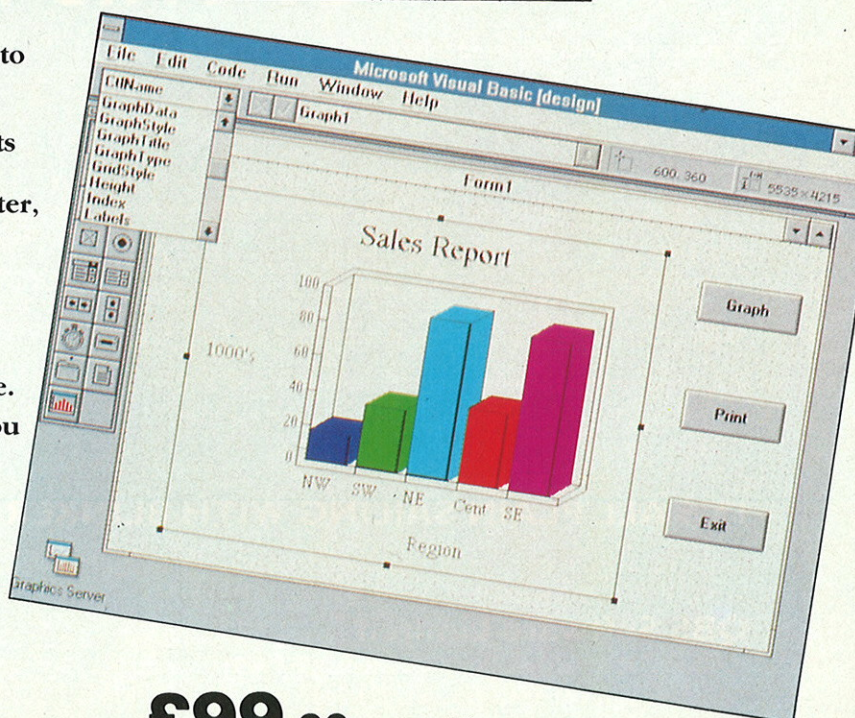 to
ts
ter,
e.
ou
Microsoft Visual Basic [design]
File Edit Code Run Window Help
CtlName
GraphData
GraphStyle
GraphTitle
GraphType
GridStyle
Height
Index
Labels
Graph1
600, 360
5535×4215
Form1
Sales Report
100
80
60
40
20
0
1000's
NW SW NE Cent SE
Region
Graph
Print
Exit
Graphics Server
£99